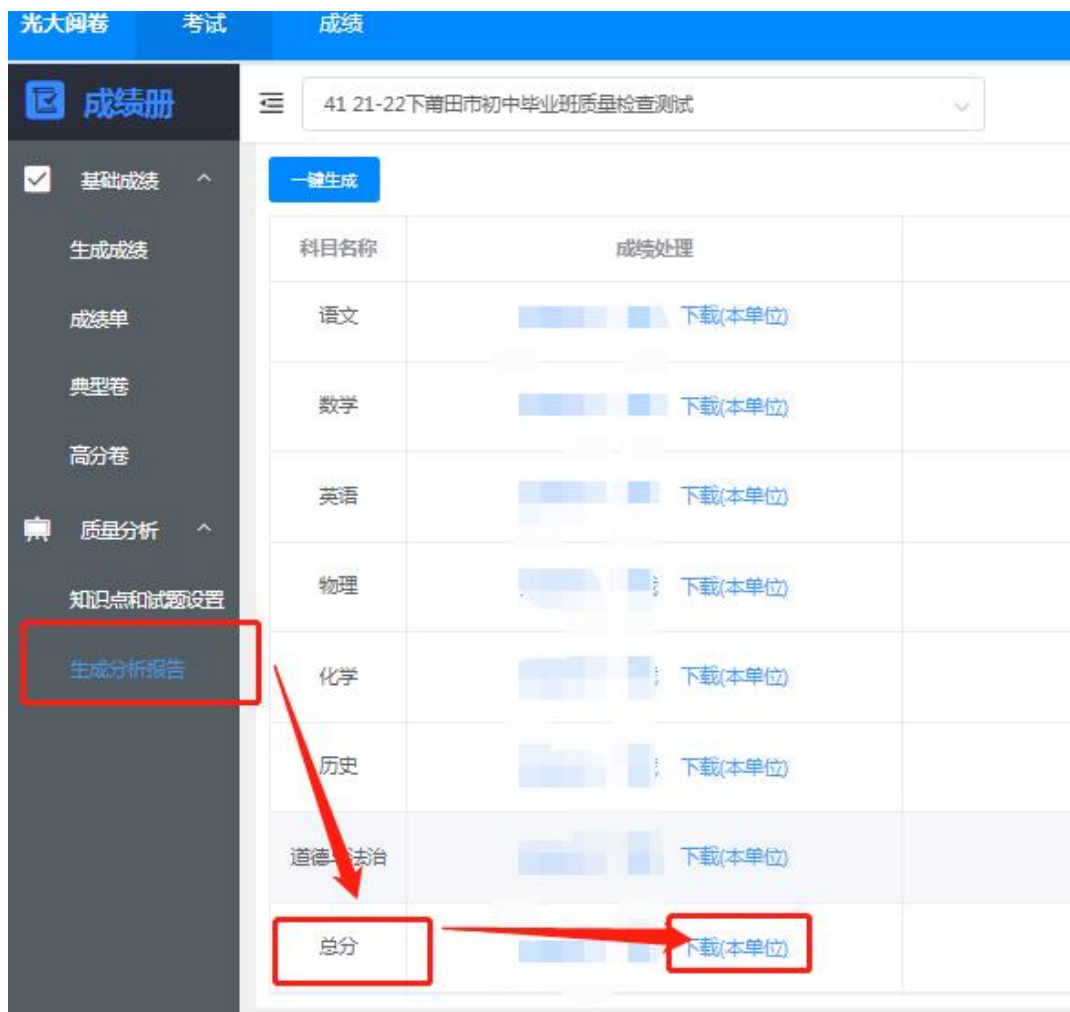 光大阅卷 考试 成绩
成绩册
41 21-22下莆田市初中毕业班质量检查测试
基础成绩
一键生成
科目名称 成绩处理
生成成绩
语文 下载(本单位)
成绩单
典型卷
数学 下载(本单位)
高分卷
英语 下载(本单位)
质量分析
物理 下载(本单位)
知识点和试题设置
生成分析报告
化学 下载(本单位)
历史 下载(本单位)
道德 法治 下载(本单位)
总分 下载(本单位)